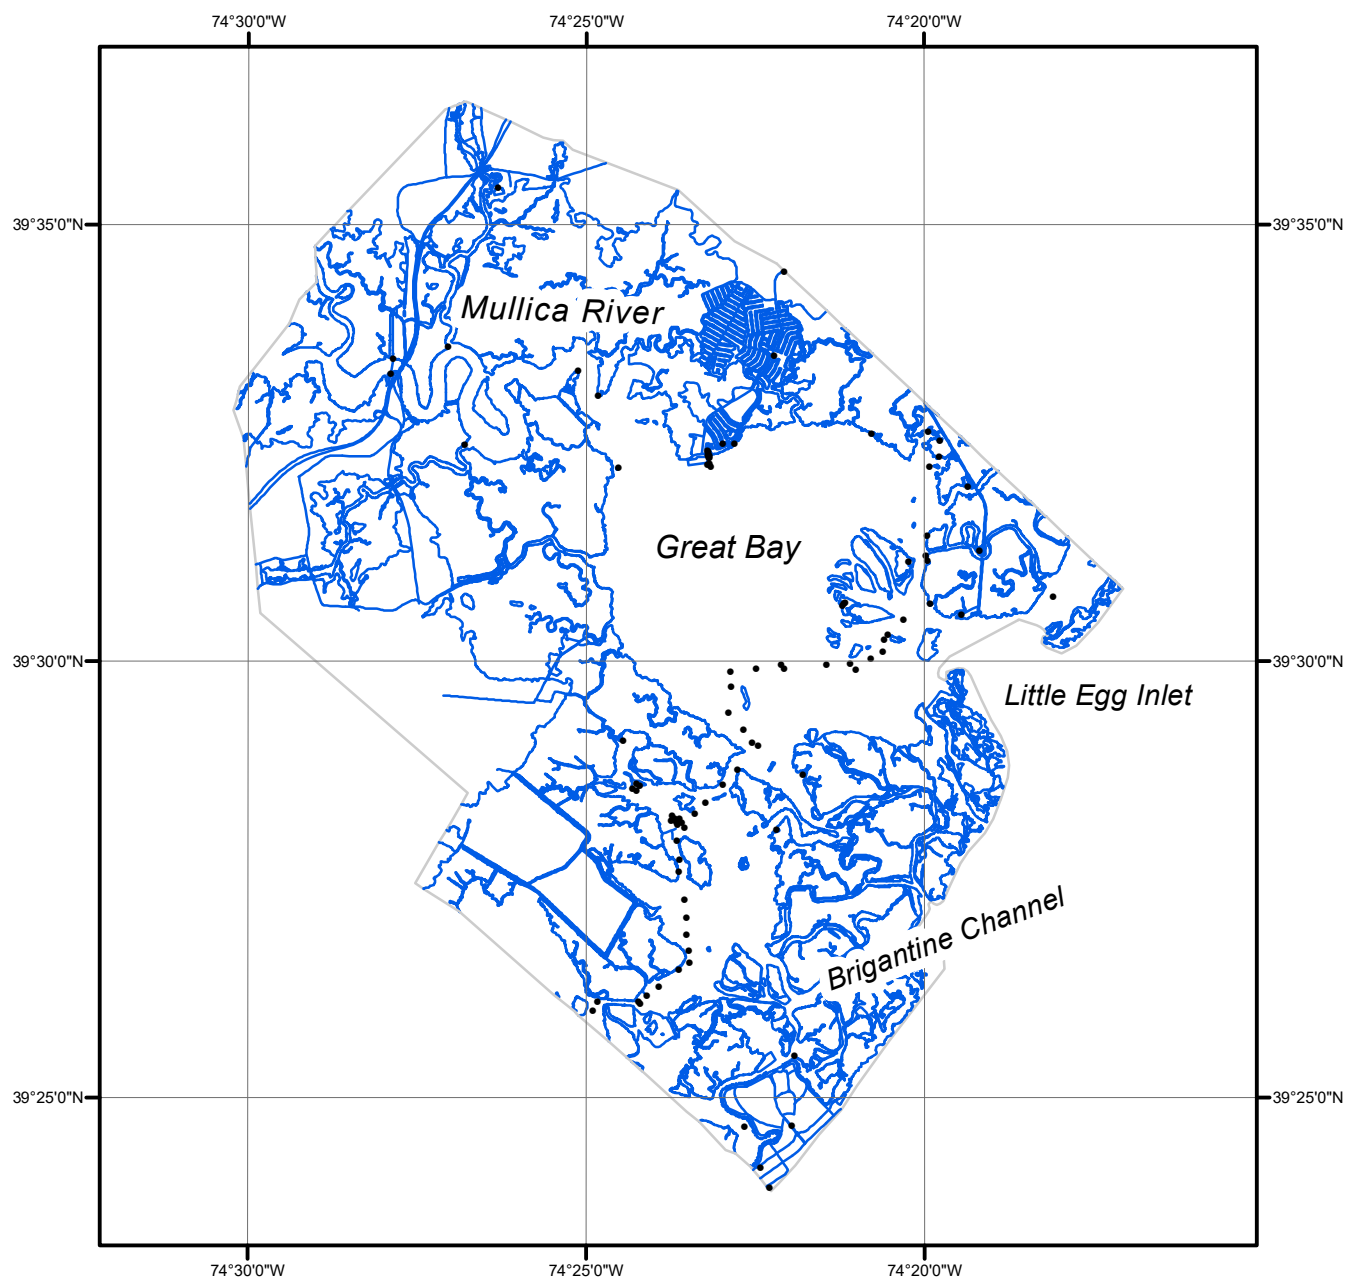 74°30'0"W 74°25'0"W 74°20'0"W
39°35'0"N 39°35'0"N
Mullica River
Great Bay
39°30'0"N 39°30'0"N
Little Egg Inlet
Brigantine Channel
39°25'0"N 39°25'0"N
74°30'0"W 74°25'0"W 74°20'0"W